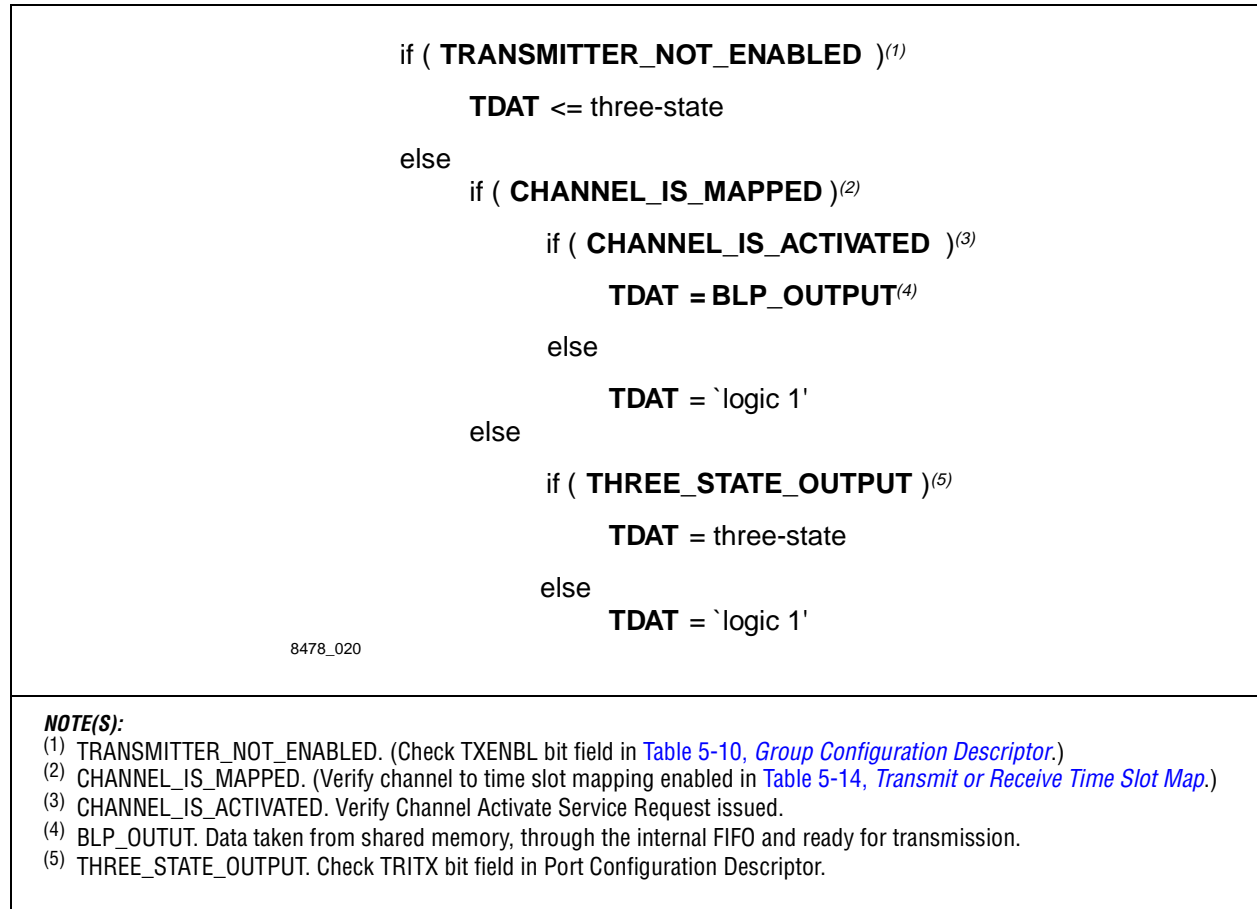 if ( TRANSMITTER_NOT_ENABLED )(1)
TDAT <= three-state
else
if ( CHANNEL_IS_MAPPED )(2)
if ( CHANNEL_IS_ACTIVATED )(3)
TDAT = BLP_OUTPUT(4)
else
TDAT = `logic 1'
else
if ( THREE_STATE_OUTPUT )(5)
TDAT = three-state
else
TDAT = `logic 1'
8478_020
NOTE(S):
(1) TRANSMITTER_NOT_ENABLED. (Check TXENBL bit field in Table 5-10, Group Configuration Descriptor.)
(2) CHANNEL_IS_MAPPED. (Verify channel to time slot mapping enabled in Table 5-14, Transmit or Receive Time Slot Map.)
(3) CHANNEL_IS_ACTIVATED. Verify Channel Activate Service Request issued.
(4) BLP_OUTUT. Data taken from shared memory, through the internal FIFO and ready for transmission.
(5) THREE_STATE_OUTPUT. Check TRITX bit field in Port Configuration Descriptor.